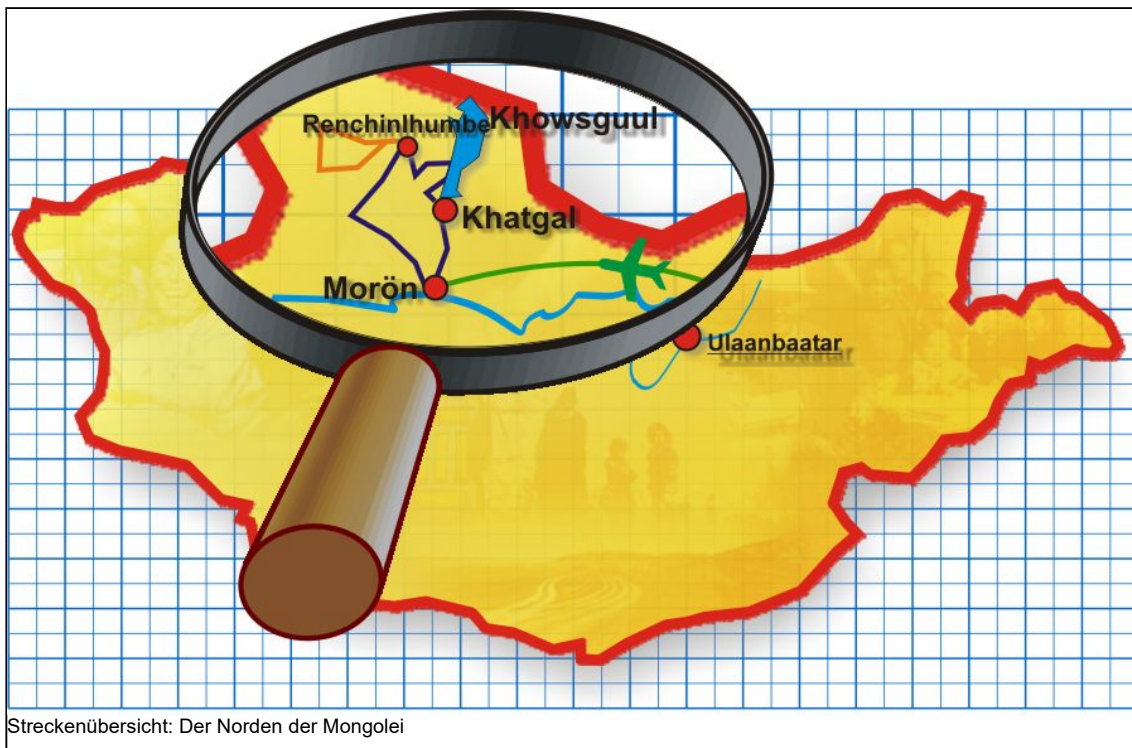 Renchinlhumbe
Khowsguul
Khatgal
Morön
Ulaanbaatar
Streckenübersicht: Der Norden der Mongolei